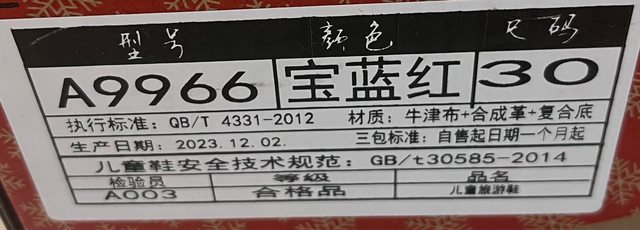 型号 颜色 尺码
A9966 宝蓝红 30
执行标准：QB/T 4331-2012 材质：牛津布+合成革+复合底
生产日期：2023.12.02. 三包标准：自售起日期一个月起
儿童鞋安全技术规范：GB/t30585-2014
检验员 等级 品名
A003 合格品 儿童旅游鞋